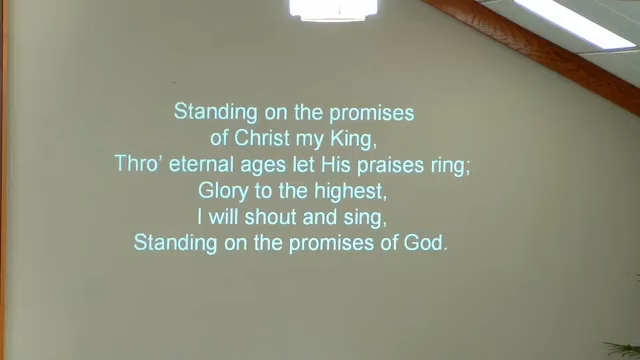 Standing on the promises
of Christ my King,
Thro’ eternal ages let His praises ring;
Glory to the highest,
I will shout and sing,
Standing on the promises of God.